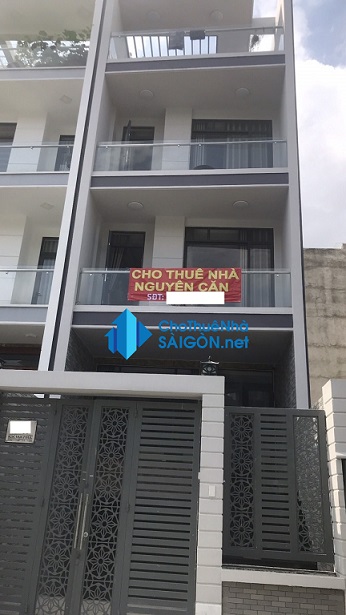 CHO THUÊ NHÀ
NGUYÊN CĂN
SĐT:
ChoThuêNhà
SÀIGÒN.net